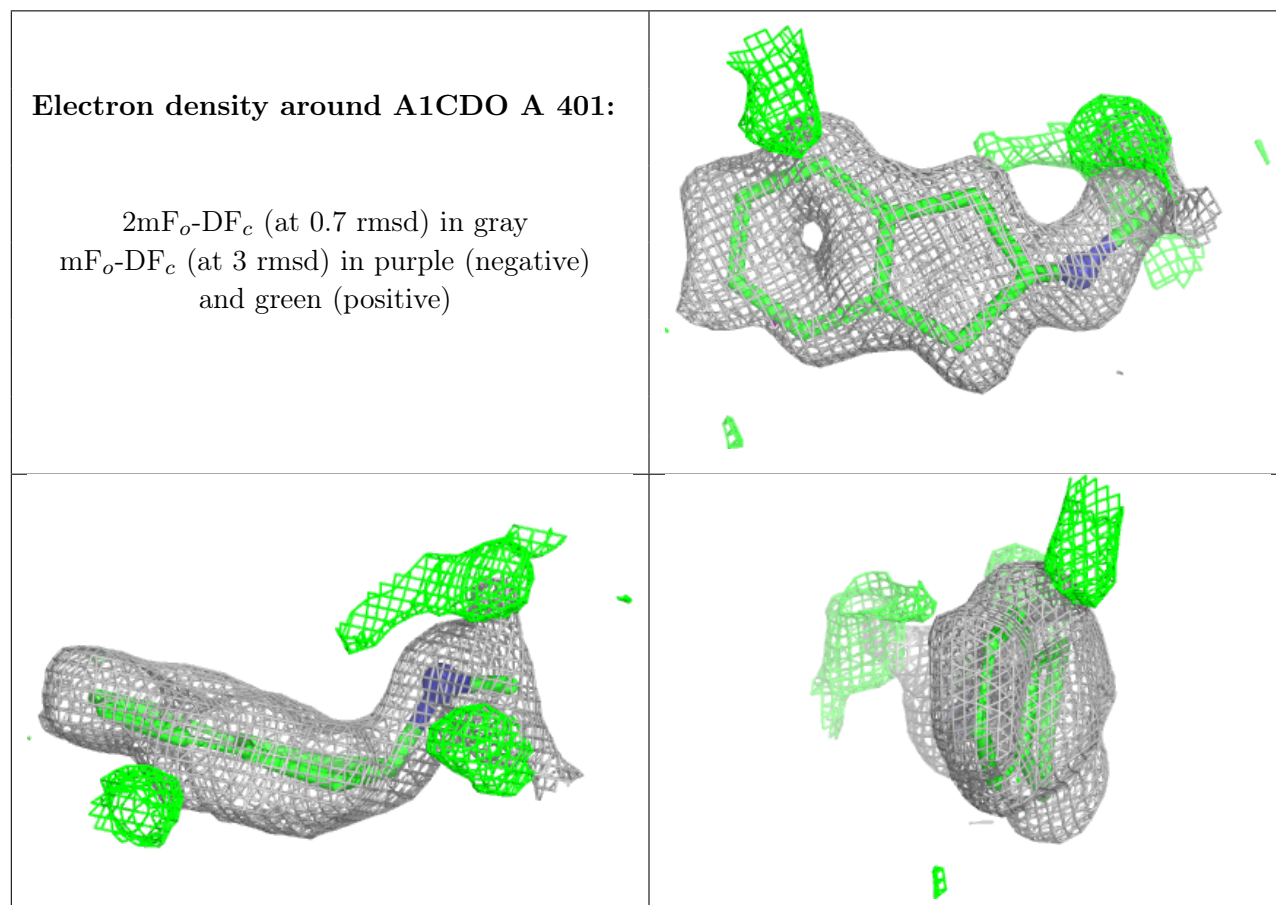 Electron density around A1CDO A 401:
2mFₒ-DF𝑐 (at 0.7 rmsd) in gray
mFₒ-DF𝑐 (at 3 rmsd) in purple (negative)
and green (positive)